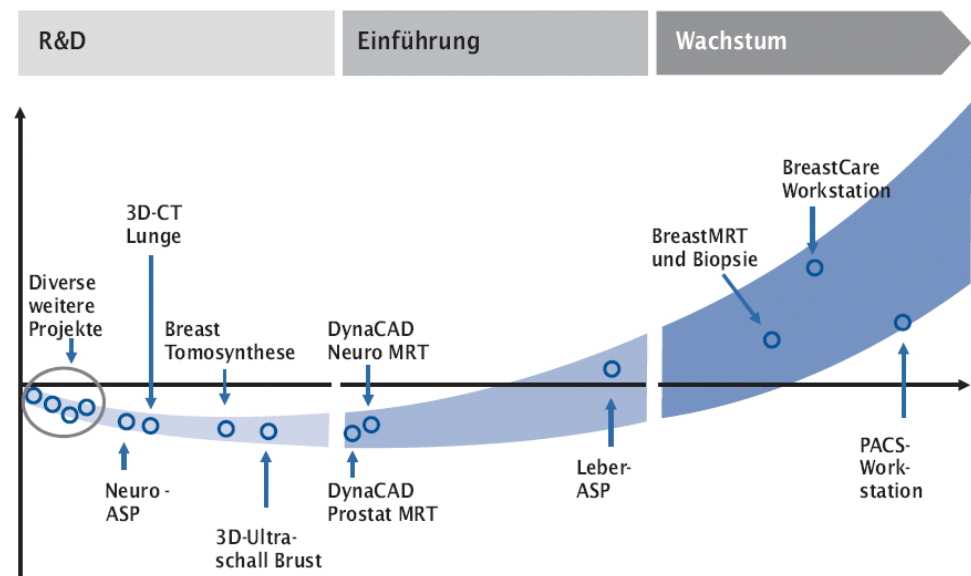 R&D
Einführung
Wachstum
BreastCare
Workstation
3D-CT
Lunge
BreastMRT
und Biopsie
Diverse
weitere
Projekte
Breast
Tomosynthese
DynaCAD
Neuro MRT
Neuro -
ASP
3D-Ultra-
schall Brust
DynaCAD
Prostat MRT
Leber-
ASP
PACS-
Work-
station